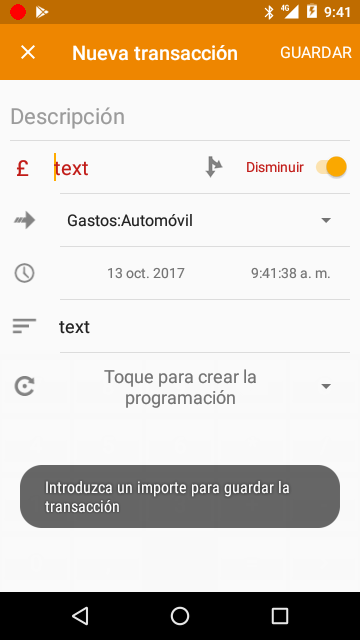 4G 9:41
Nueva transacción GUARDAR
Descripción
£ text Disminuir
Gastos:Automóvil
13 oct. 2017 9:41:38 a. m.
text
Toque para crear la
programación
Introduzca un importe para guardar la
transacción